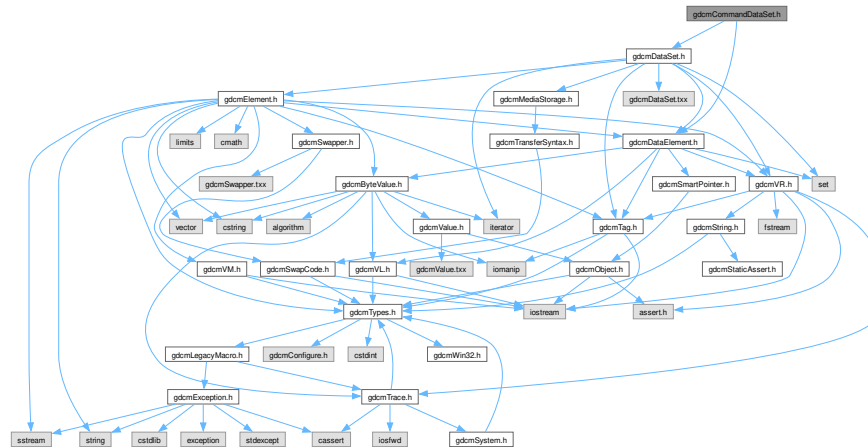 gdcmCommandDataSet.h
gdcmDataSet.h
gdcmElement.h
gdcmMediaStorage.h
gdcmDataSet.txx
limits
cmath
gdcmSwapper.h
gdcmTransferSyntax.h
gdcmDataElement.h
gdcmSwapper.txx
gdcmByteValue.h
gdcmSmartPointer.h
gdcmVR.h
set
vector
cstring
algorithm
gdcmValue.h
iterator
gdcmTag.h
gdcmString.h
fstream
gdcmVM.h
gdcmSwapCode.h
gdcmVL.h
gdcmValue.txx
iomanip
gdcmObject.h
gdcmStaticAssert.h
gdcmTypes.h
iostream
assert.h
gdcmLegacyMacro.h
gdcmConfigure.h
cstdint
gdcmWin32.h
gdcmException.h
gdcmTrace.h
sstream
string
cstdlib
exception
stdexcept
cassert
iosfwd
gdcmSystem.h